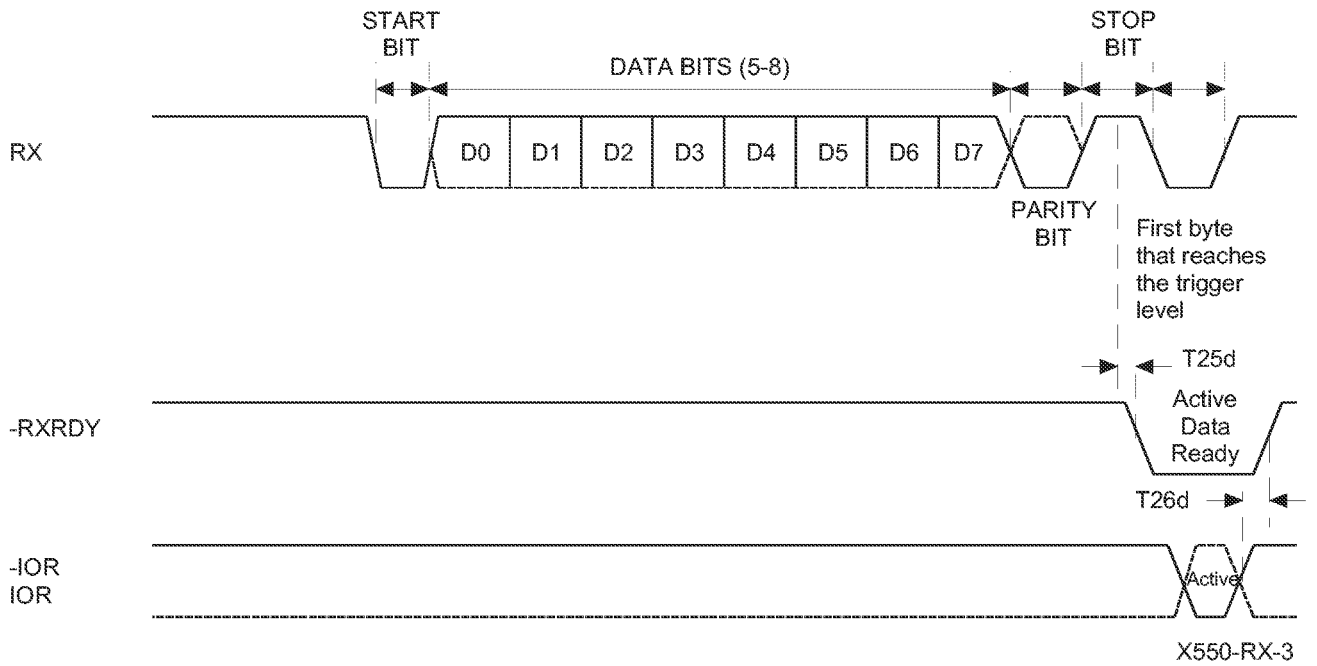 START
BIT
STOP
BIT
DATA BITS (5-8)
RX
D0 D1 D2 D3 D4 D5 D6 D7
PARITY
BIT
First byte
that reaches
the trigger
level
T25d
-RXRDY
Active
Data
Ready
T26d
-IOR
IOR
Active
X550-RX-3